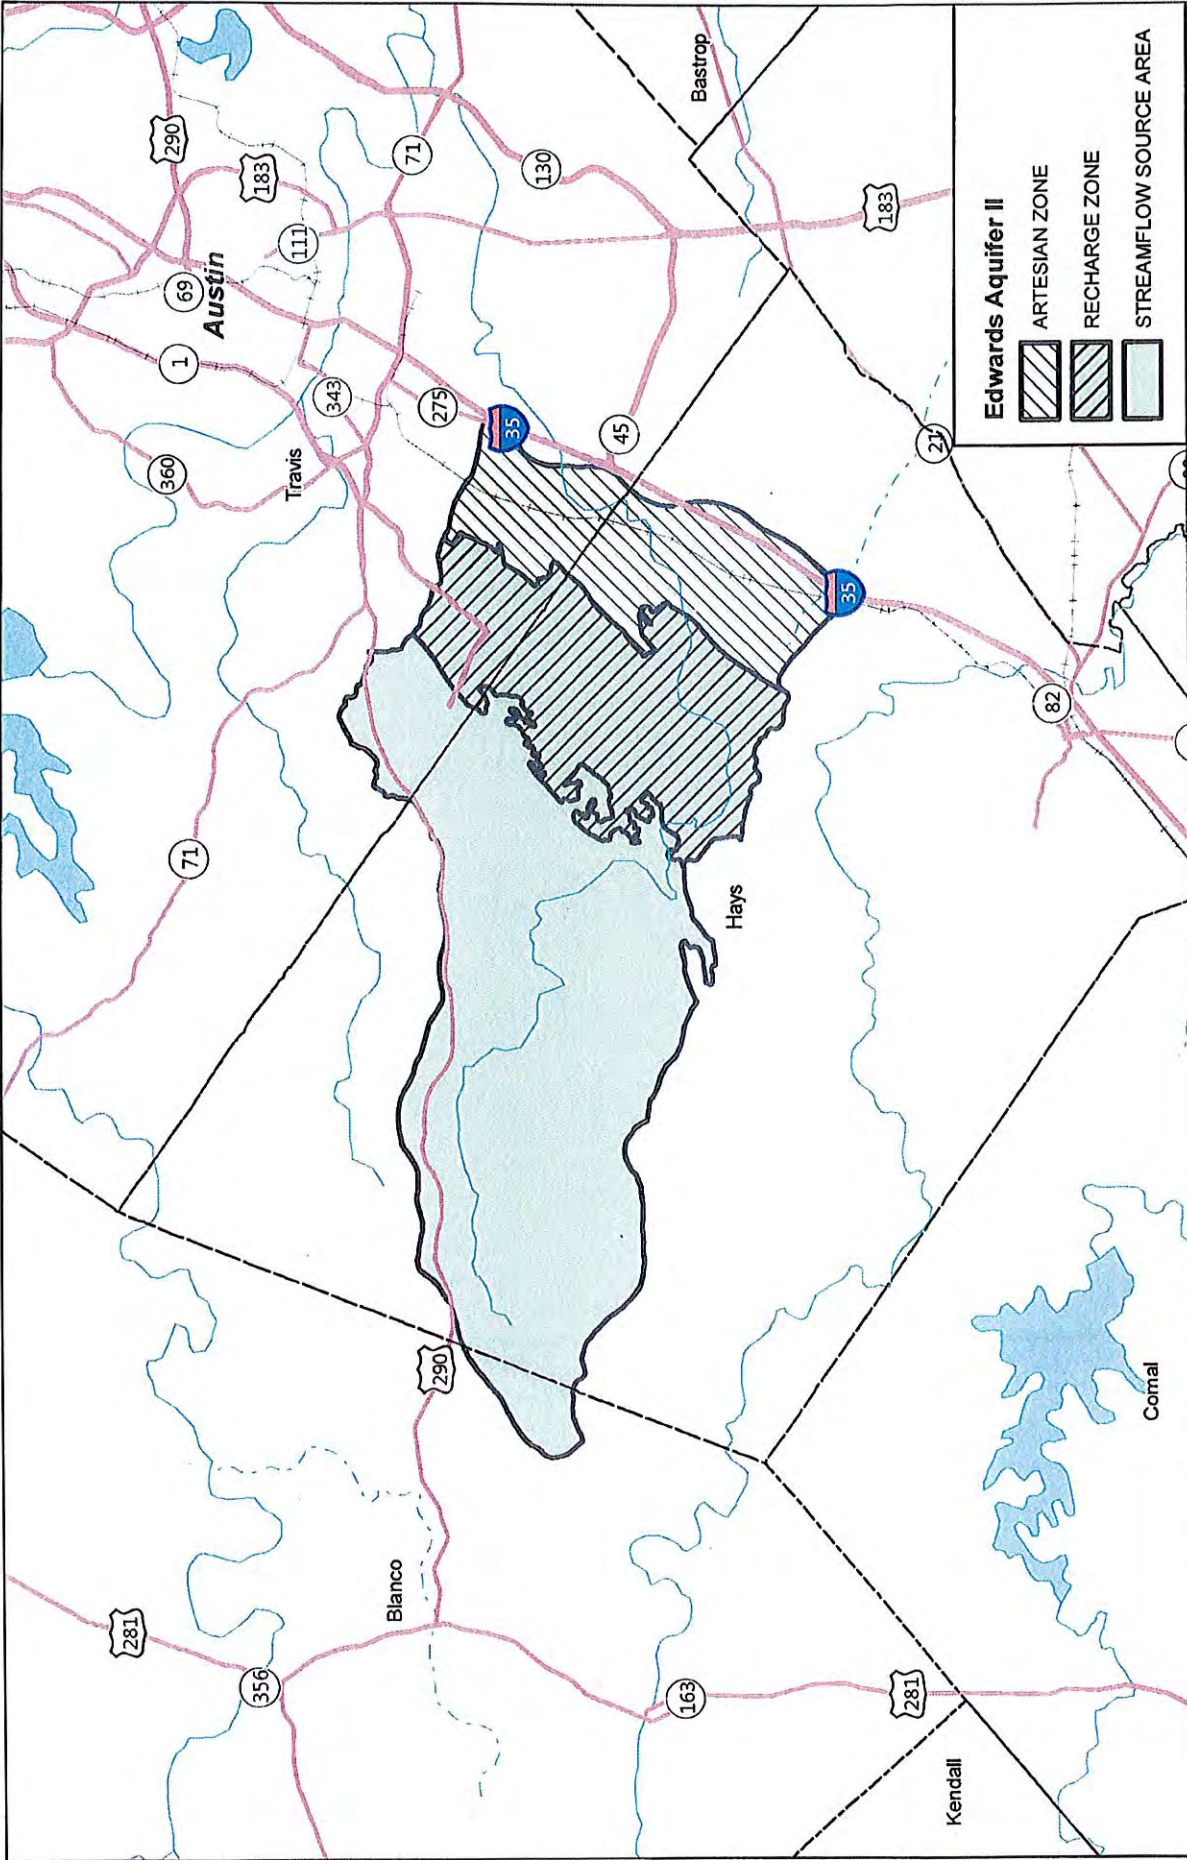 281
356
Blanco
290
163
281
Kendall
Comal
71
Hays
82
35
360
Travis
343
275
35
45
21
1
69
Austin
111
290
183
71
130
183
Bastrop
Edwards Aquifer II
ARTESIAN ZONE
RECHARGE ZONE
STREAMFLOW SOURCE AREA